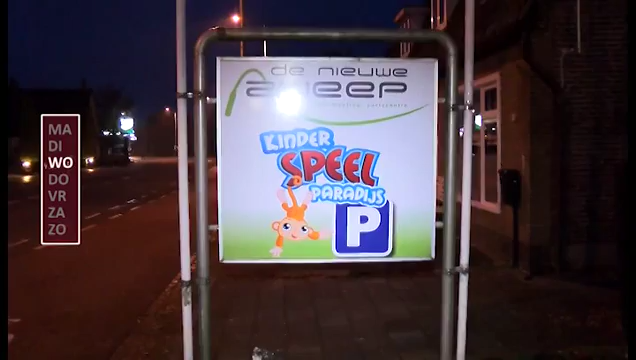 MA
DI
WO
DO
VR
ZA
ZO
de nieuwe
KINDER
SPEEL
PARADIJS
P